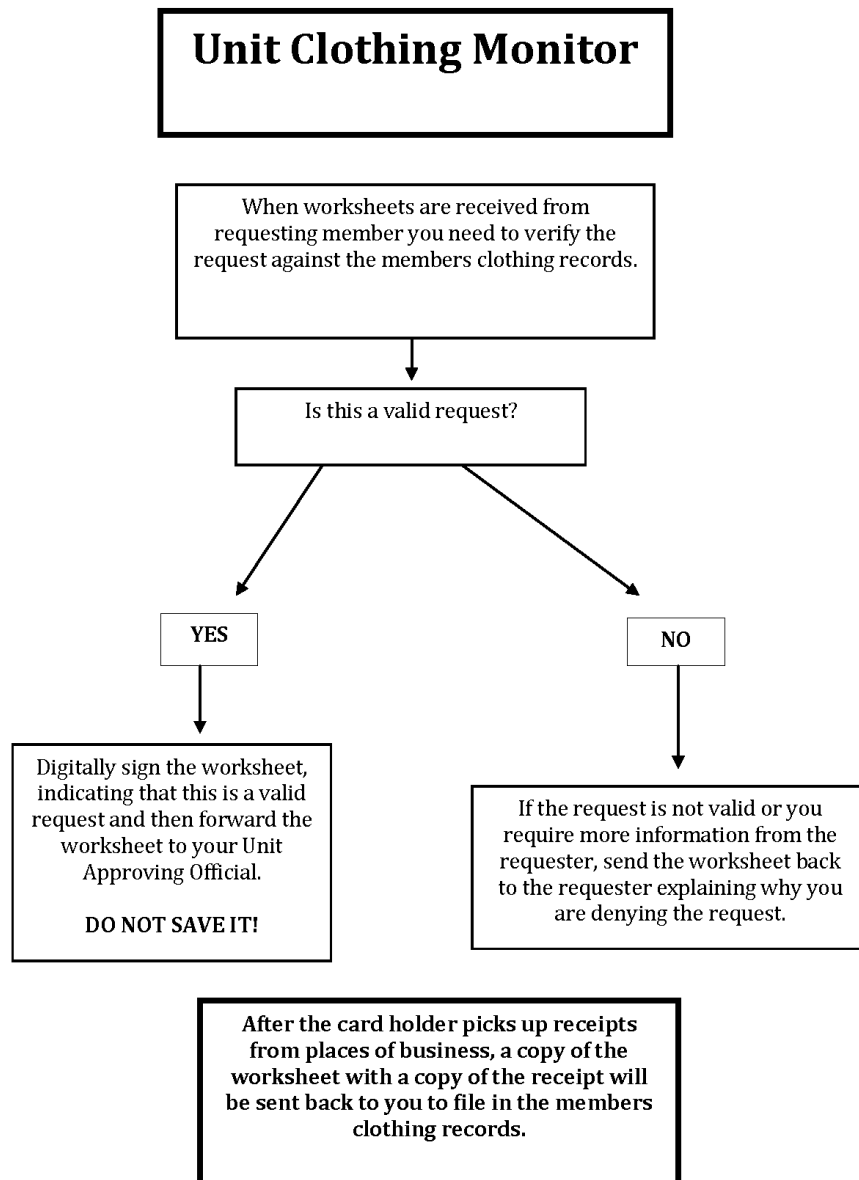 Unit Clothing Monitor
When worksheets are received from
requesting member you need to verify the
request against the members clothing records.
Is this a valid request?
YES
NO
Digitally sign the worksheet,
indicating that this is a valid
request and then forward the
worksheet to your Unit
Approving Official.
DO NOT SAVE IT!
If the request is not valid or you
require more information from the
requester, send the worksheet back
to the requester explaining why you
are denying the request.
After the card holder picks up receipts
from places of business, a copy of the
worksheet with a copy of the receipt will
be sent back to you to file in the members
clothing records.